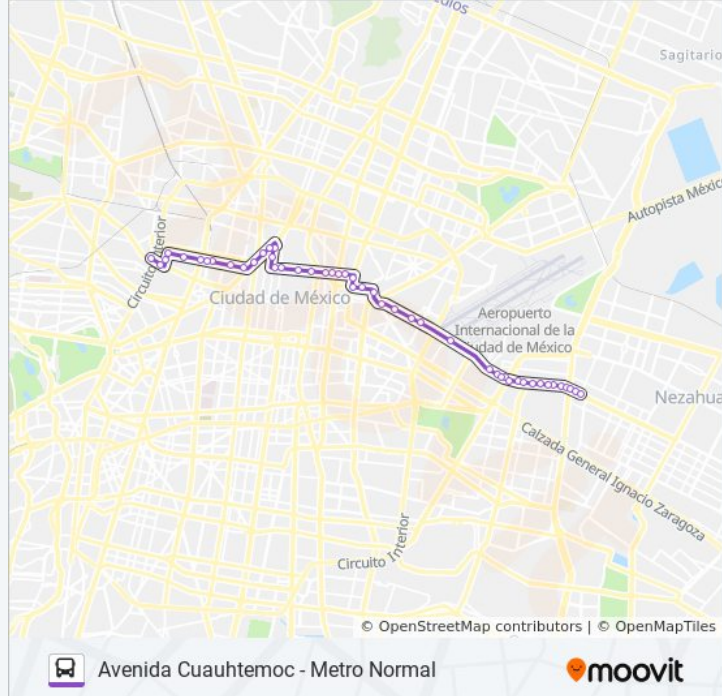 Sagitario
Autopista Méxic
Circuito Interior
Ciudad de México
Aeropuerto
Internacional de la
Ciudad de México
Nezahua
Calzada General Ignacio Zaragoza
Circuito Interior
© OpenStreetMap contributors | © OpenMapTiles
Avenida Cuauhtemoc - Metro Normal
moovit